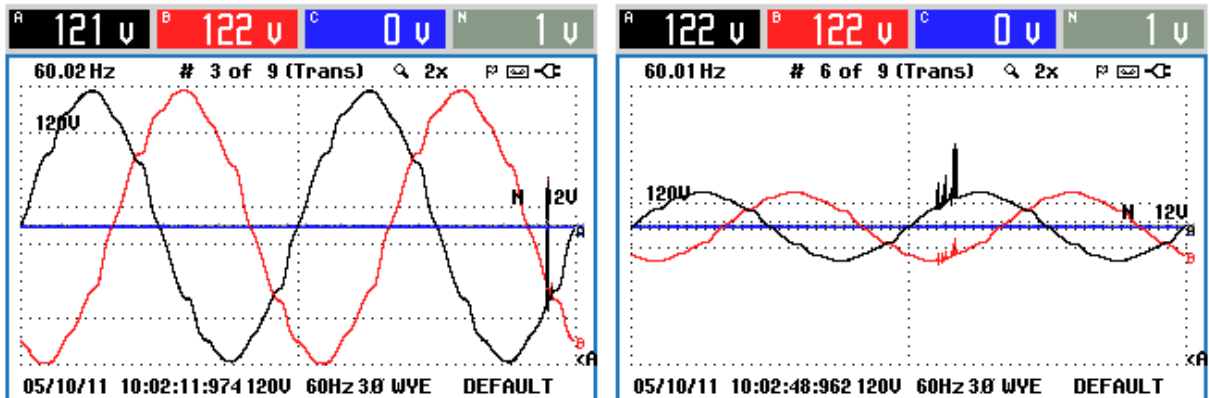 A 121 V B 122 V C 0 V N 1 V
60.02 Hz # 3 of 9 (Trans) 2x
120V
N 12V
A
B
<A
05/10/11 10:02:11:974 120V 60Hz 3Ø WYE DEFAULT
A 122 V B 122 V C 0 V N 1 V
60.01 Hz # 6 of 9 (Trans) 2x
120V
N 12V
A
B
<A
05/10/11 10:02:48:962 120V 60Hz 3Ø WYE DEFAULT